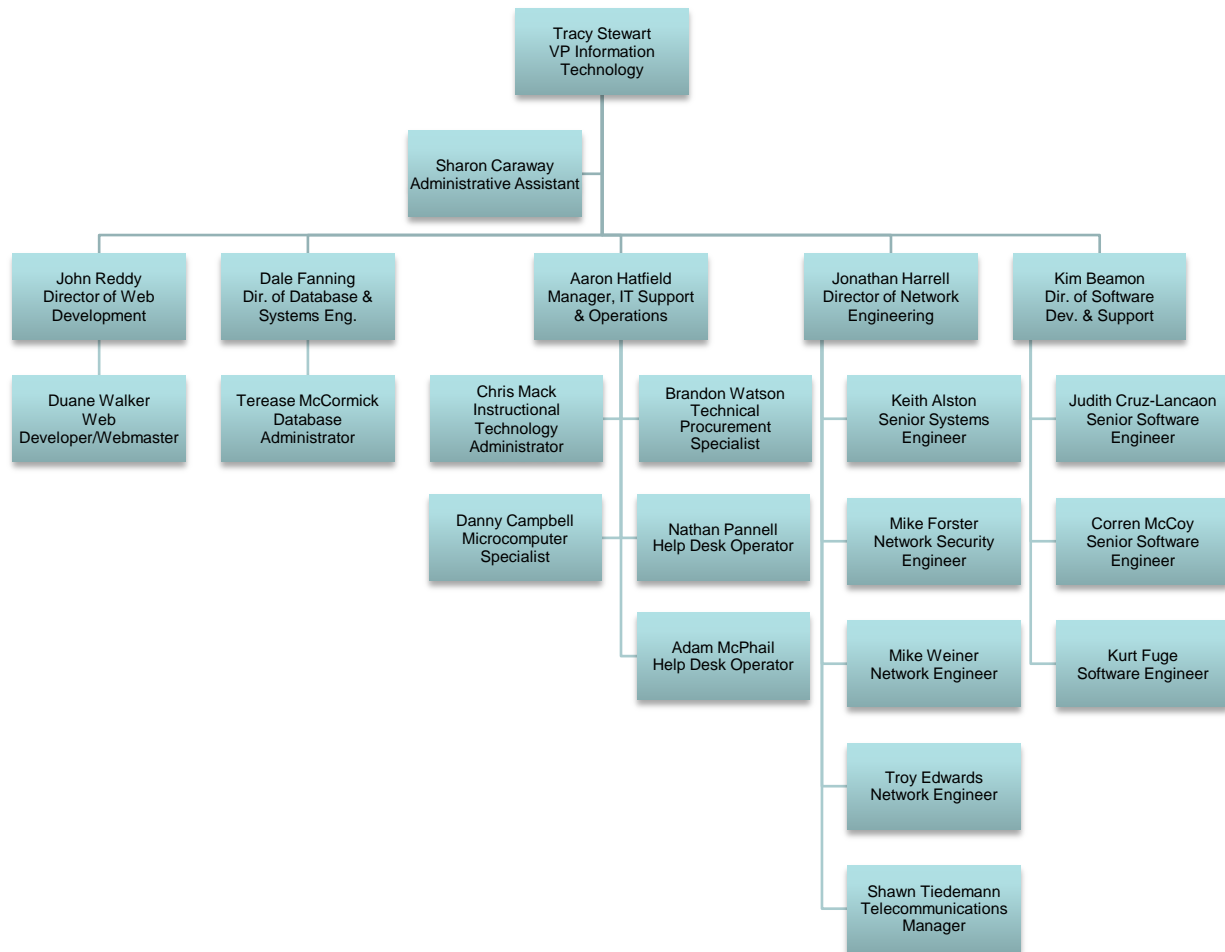 Tracy Stewart
VP Information
Technology
Sharon Caraway
Administrative Assistant
John Reddy
Director of Web
Development
Dale Fanning
Dir. of Database &
Systems Eng.
Aaron Hatfield
Manager, IT Support
& Operations
Jonathan Harrell
Director of Network
Engineering
Kim Beamon
Dir. of Software
Dev. & Support
Duane Walker
Web
Developer/Webmaster
Terease McCormick
Database
Administrator
Chris Mack
Instructional
Technology
Administrator
Brandon Watson
Technical
Procurement
Specialist
Keith Alston
Senior Systems
Engineer
Judith Cruz-Lancaon
Senior Software
Engineer
Danny Campbell
Microcomputer
Specialist
Nathan Pannell
Help Desk Operator
Mike Forster
Network Security
Engineer
Corren McCoy
Senior Software
Engineer
Adam McPhail
Help Desk Operator
Mike Weiner
Network Engineer
Kurt Fuge
Software Engineer
Troy Edwards
Network Engineer
Shawn Tiedemann
Telecommunications
Manager